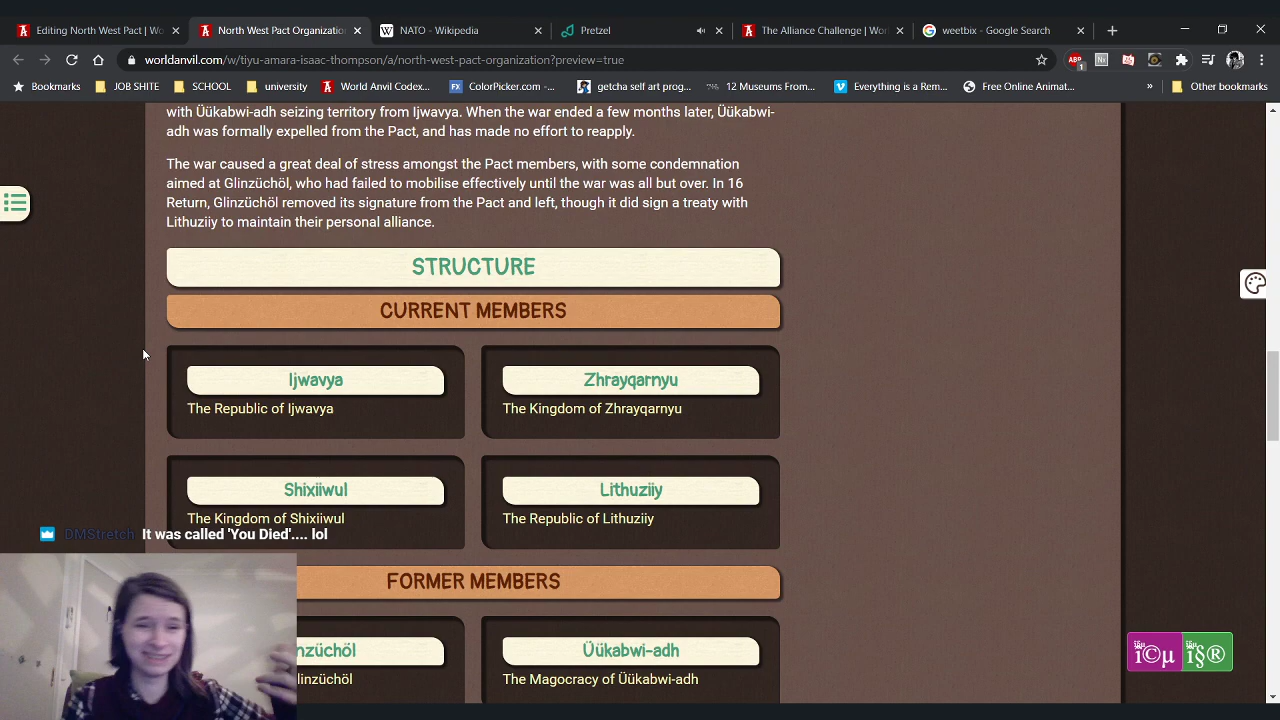 Editing North West Pact | Wo
North West Pact Organizatio
NATO - Wikipedia
Pretzel
The Alliance Challenge | Worl
weetbix - Google Search
worldanvil.com/w/tiyu-amara-isaac-thompson/a/north-west-pact-organization?preview=true
Bookmarks
JOB SHITE
SCHOOL
university
World Anvil Codex...
ColorPicker.com -...
getcha self art prog...
12 Museums From...
Everything is a Rem...
Free Online Animat...
Other bookmarks
with Üükabwi-adh seizing territory from Ijwavya. When the war ended a few months later, Üükabwi-
adh was formally expelled from the Pact, and has made no effort to reapply.
The war caused a great deal of stress amongst the Pact members, with some condemnation
aimed at Glinzüchöl, who had failed to mobilise effectively until the war was all but over. In 16
Return, Glinzüchöl removed its signature from the Pact and left, though it did sign a treaty with
Lithuziiy to maintain their personal alliance.
STRUCTURE
CURRENT MEMBERS
Ijwavya
Zhrayqarnyu
The Republic of Ijwavya
The Kingdom of Zhrayqarnyu
Shixiiwul
Lithuziiy
The Kingdom of Shixiiwul
The Republic of Lithuziiy
DMStretch It was called 'You Died'.... lol
FORMER MEMBERS
nzüchöl
Üükabwi-adh
linzüchöl
The Magocracy of Üükabwi-adh